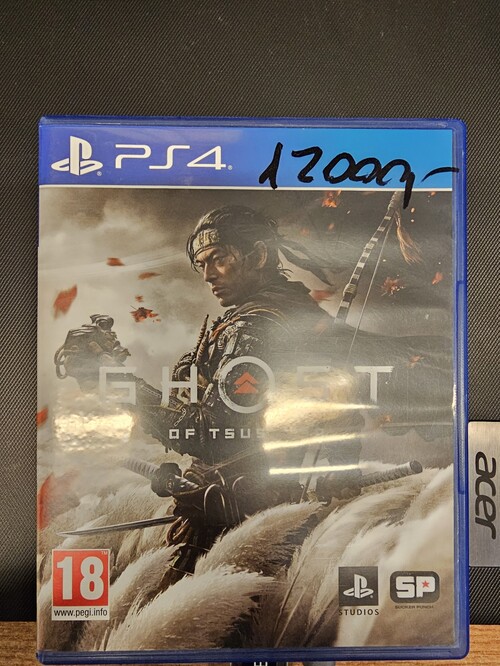 PS4
12000,-
GHOST
OF TSUS
18
www.pegi.info
STUDIOS
SP
SUCKER PUNCH
acer